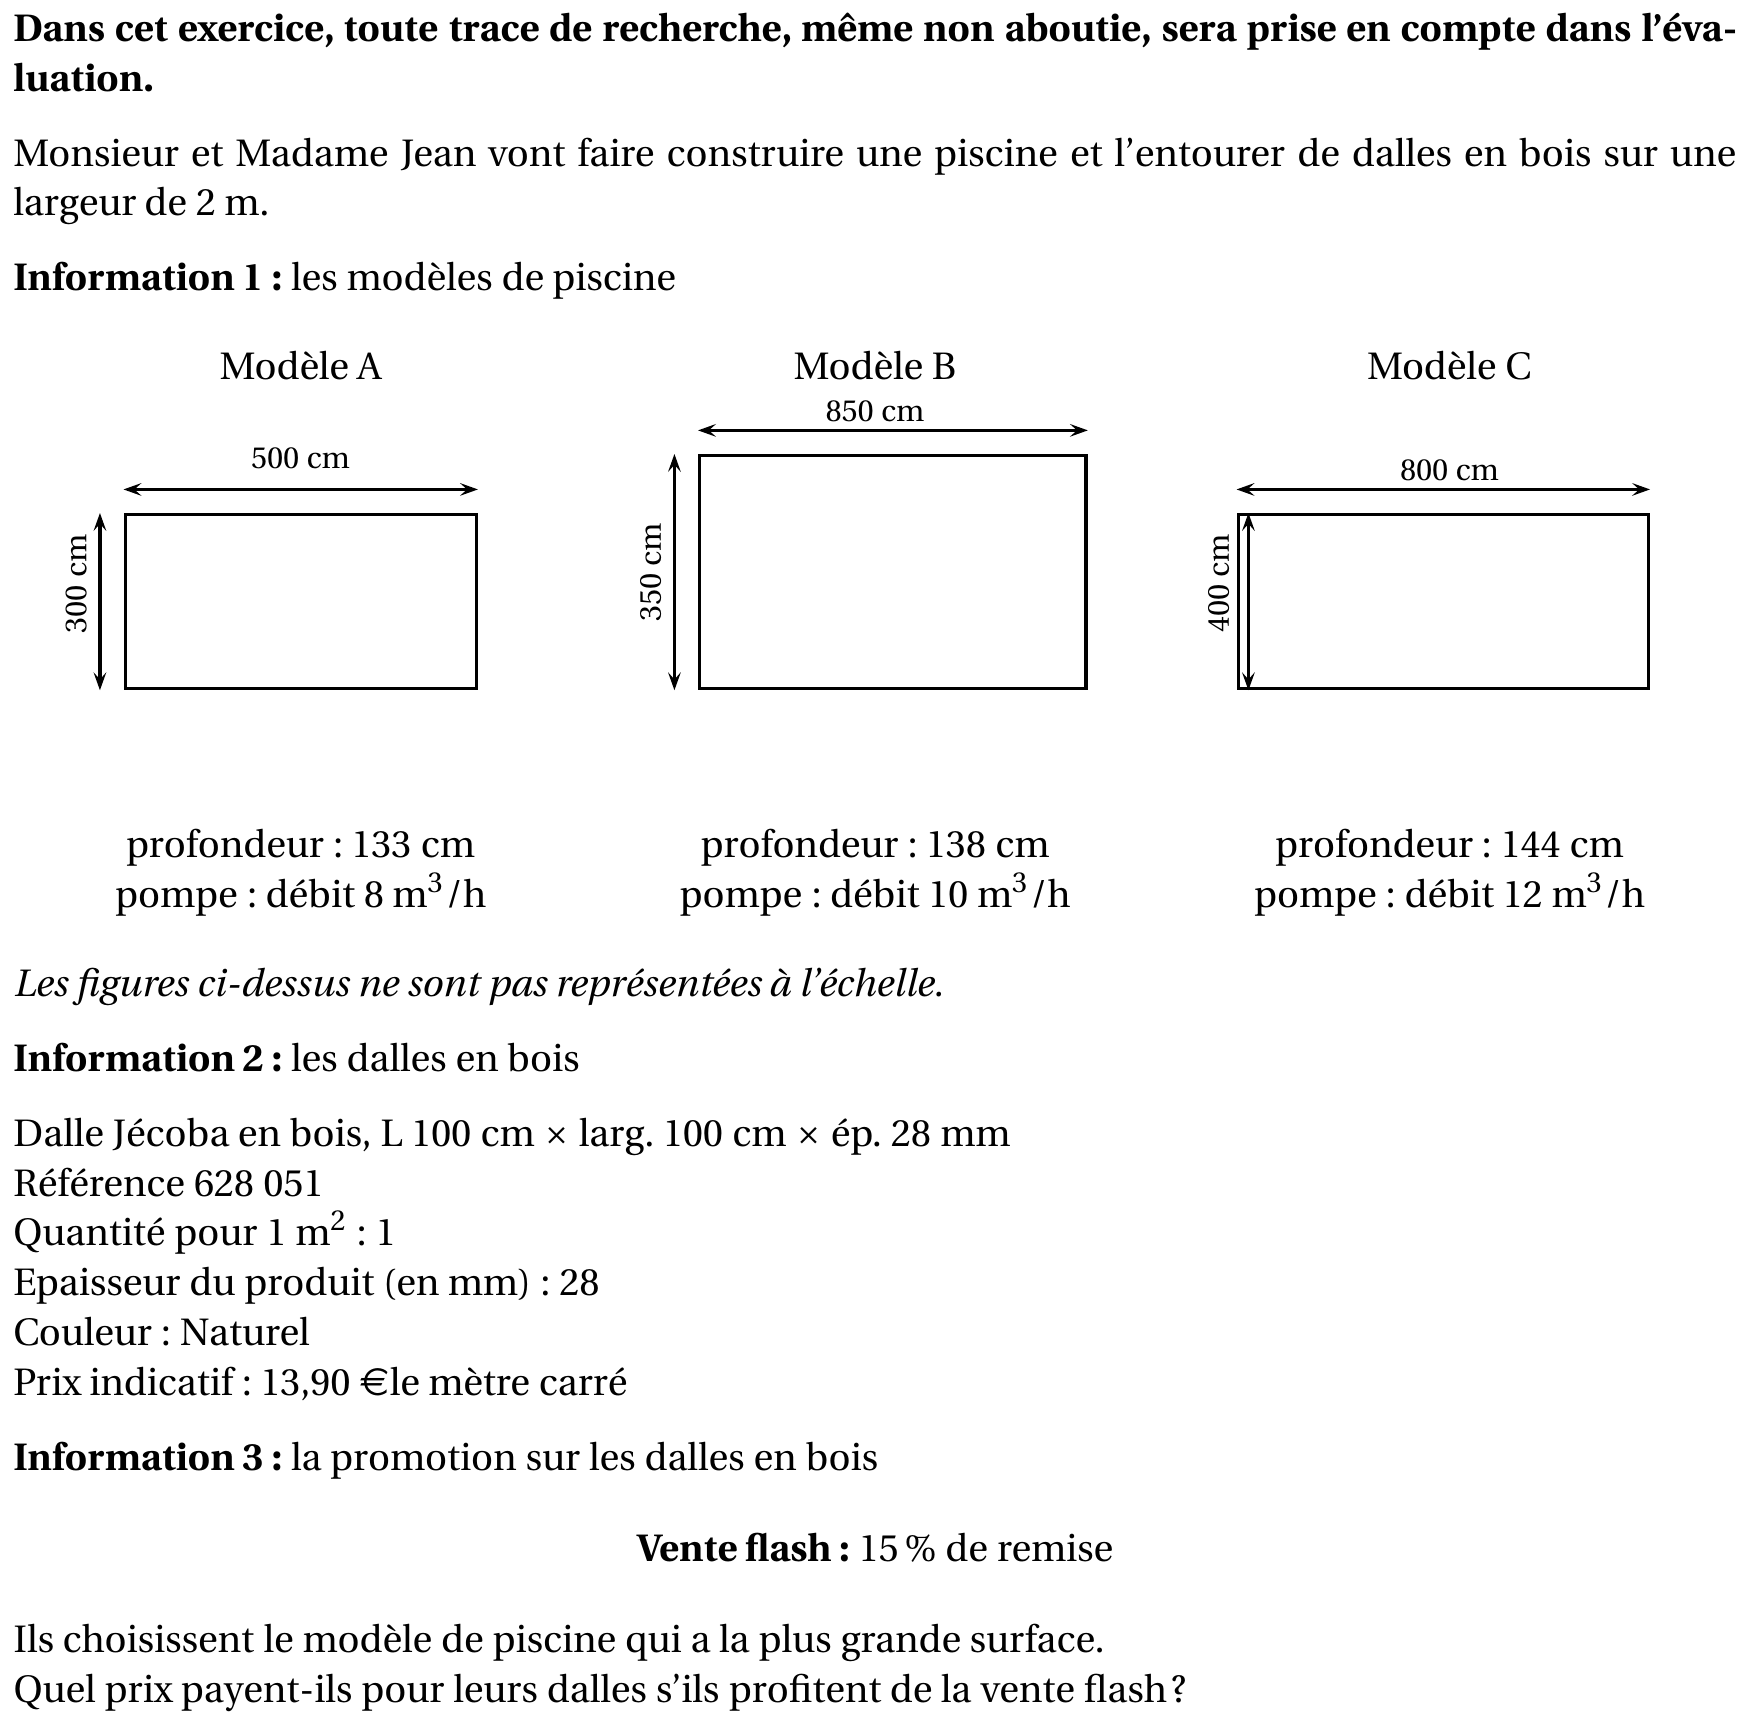 Dans cet exercice, toute trace de recherche, même non aboutie, sera prise en compte dans l'éva-
luation.
Monsieur et Madame Jean vont faire construire une piscine et l'entourer de dalles en bois sur une
largeur de 2 m.
Information 1 : les modèles de piscine
Modèle A
Modèle B
Modèle C
500 cm
300 cm
850 cm
350 cm
800 cm
400 cm
profondeur : 133 cm
pompe : débit 8 m³/h
profondeur : 138 cm
pompe : débit 10 m³/h
profondeur : 144 cm
pompe : débit 12 m³/h
Les figures ci-dessus ne sont pas représentées à l'échelle.
Information 2 : les dalles en bois
Dalle Jécoba en bois, L 100 cm × larg. 100 cm × ép. 28 mm
Référence 628 051
Quantité pour 1 m² : 1
Epaisseur du produit (en mm) : 28
Couleur : Naturel
Prix indicatif : 13,90 €le mètre carré
Information 3 : la promotion sur les dalles en bois
Vente flash : 15 % de remise
Ils choisissent le modèle de piscine qui a la plus grande surface.
Quel prix payent-ils pour leurs dalles s'ils profitent de la vente flash ?